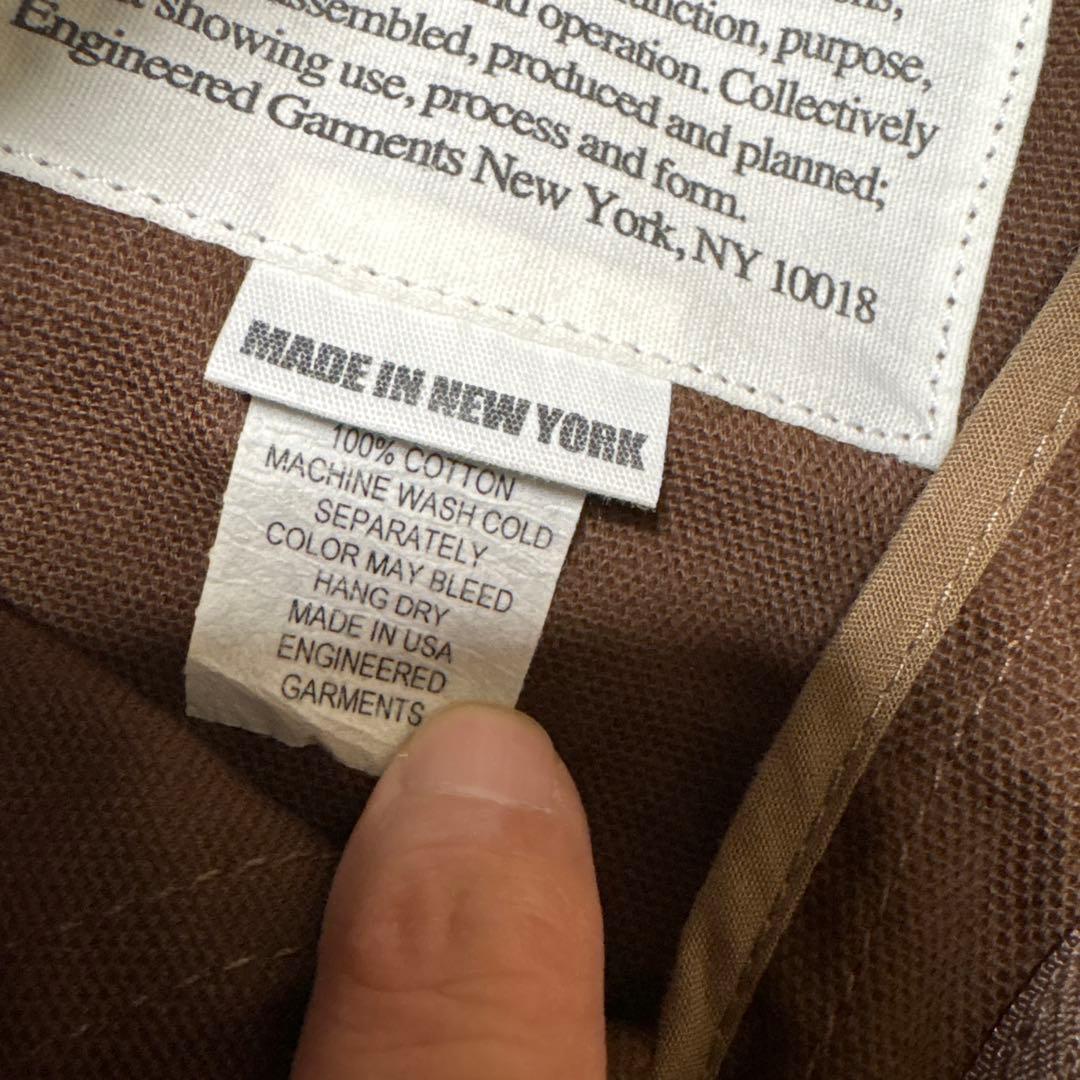 function, purpose,
and operation. Collectively
assembled, produced and planned;
showing use, process and form.
Engineered Garments New York, NY 10018
MADE IN NEW YORK
100% COTTON
MACHINE WASH COLD
SEPARATELY
COLOR MAY BLEED
HANG DRY
MADE IN USA
ENGINEERED
GARMENTS